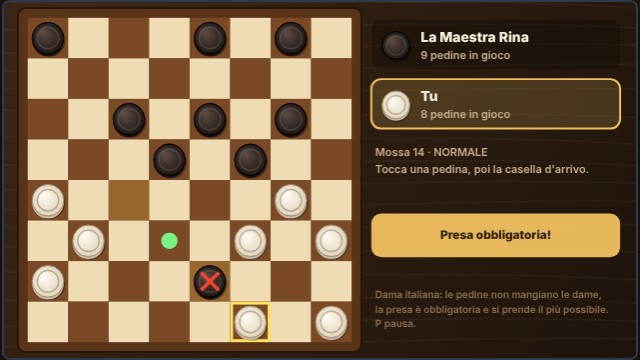 La Maestra Rina
9 pedine in gioco
Tu
8 pedine in gioco
Mossa 14 · NORMALE
Tocca una pedina, poi la casella d'arrivo.
Presa obbligatoria!
Dama italiana: le pedine non mangiano le dame,
la presa è obbligatoria e si prende il più possibile.
P pausa.